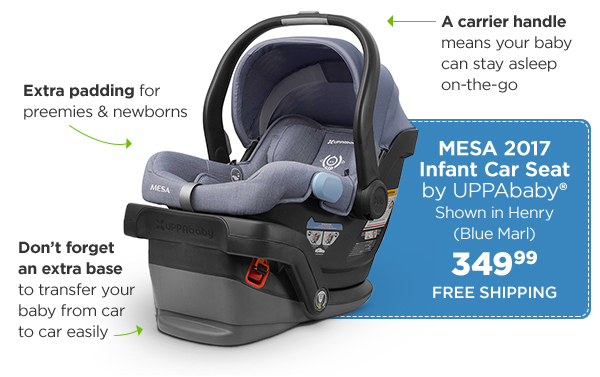 A carrier handle
means your baby
can stay asleep
on-the-go
Extra padding for
preemies & newborns
MESA 2017
Infant Car Seat
by UPPAbaby®
Shown in Henry
(Blue Marl)
349⁹⁹
FREE SHIPPING
UPPAbaby
MESA
UPPAbaby
Don't forget
an extra base
to transfer your
baby from car
to car easily